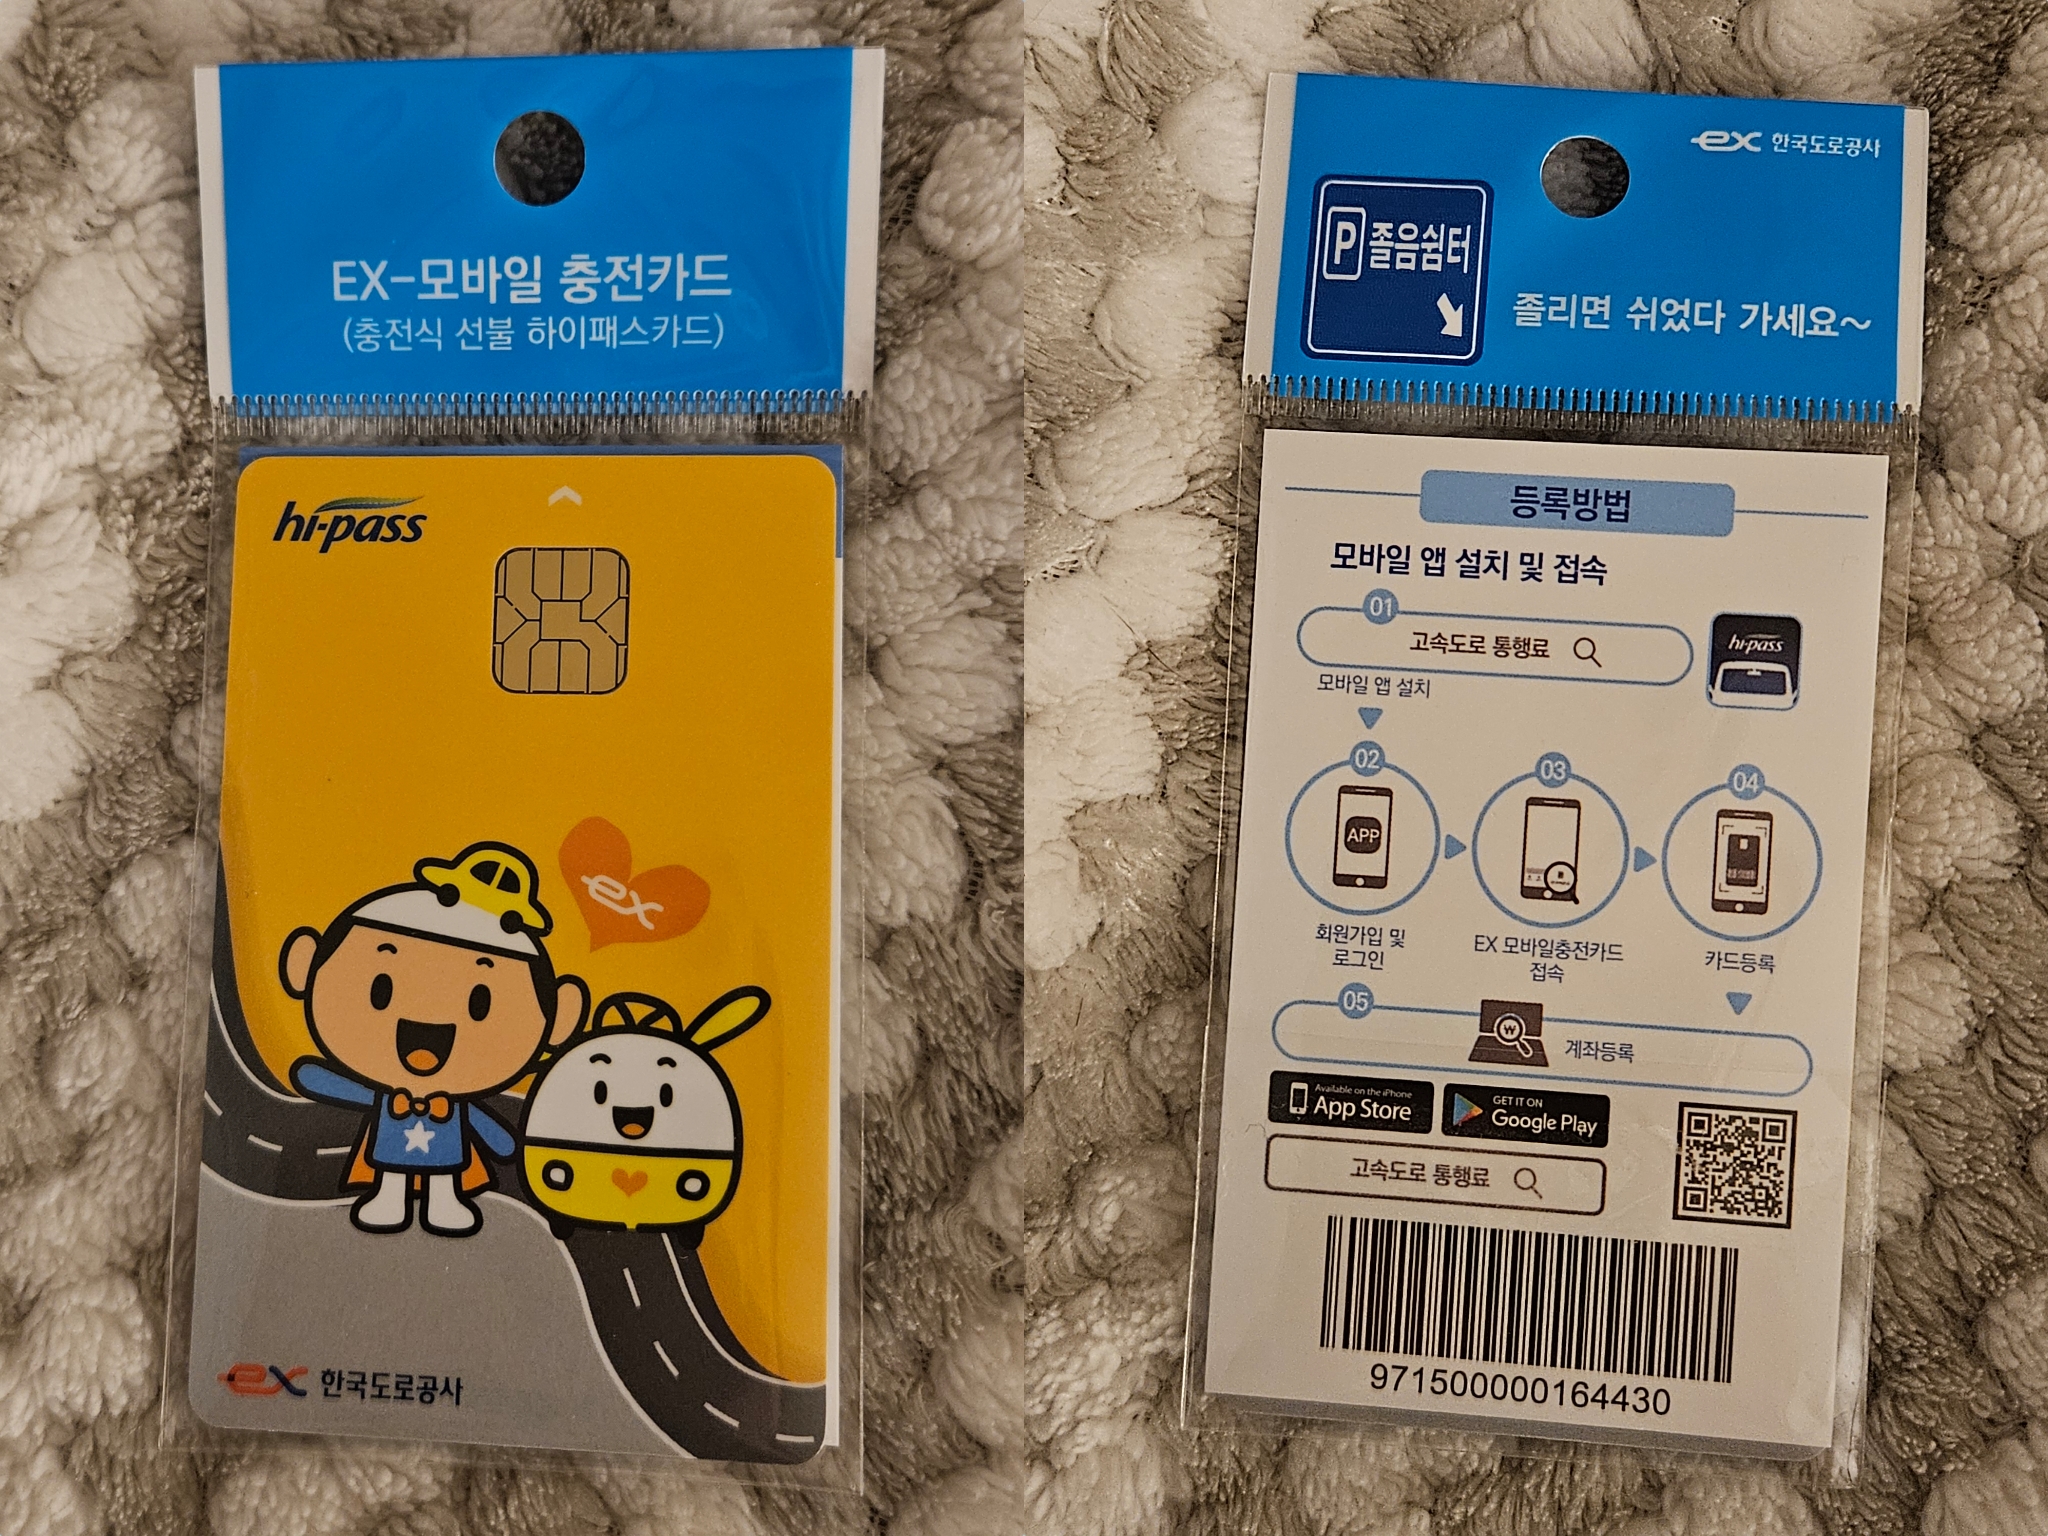 EX-모바일 충전카드
(충전식 선불 하이패스카드)
hi-pass
ex
ex 한국도로공사
ex 한국도로공사
P 졸음쉼터
졸리면 쉬었다 가세요~
등록방법
모바일 앱 설치 및 접속
01
고속도로 통행료
hi-pass
모바일 앱 설치
02
03
04
APP
회원가입 및
로그인
EX 모바일충전카드
접속
카드등록
05
₩
계좌등록
Available on the iPhone
App Store
GET IT ON
Google Play
고속도로 통행료
971500000164430